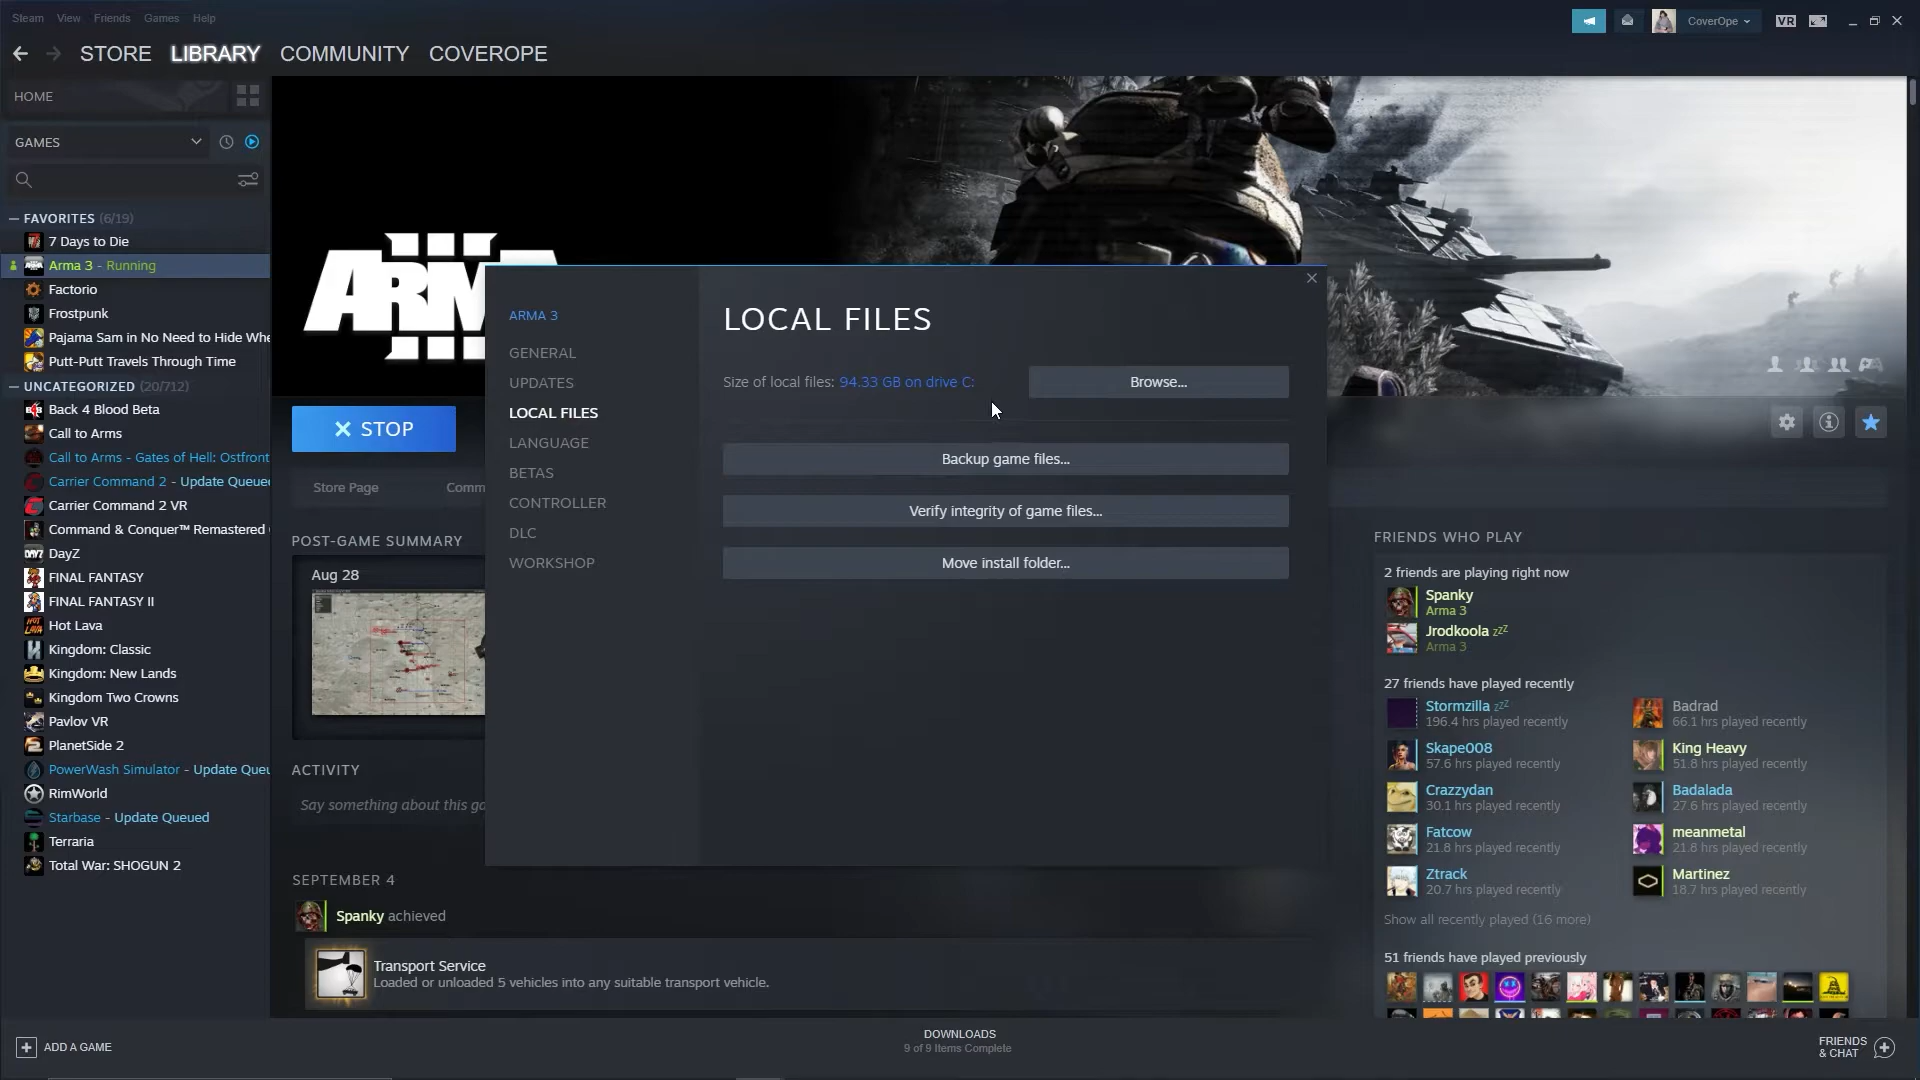 Steam View Friends Games Help
CoverOpe
VR
STORE LIBRARY COMMUNITY COVEROPE
HOME
GAMES
FAVORITES (6/19)
7 Days to Die
Arma 3 - Running
Factorio
Frostpunk
Pajama Sam in No Need to Hide Whe
Putt-Putt Travels Through Time
UNCATEGORIZED (20/712)
Back 4 Blood Beta
Call to Arms
Call to Arms - Gates of Hell: Ostfront
Carrier Command 2 - Update Queued
Carrier Command 2 VR
Command & Conquer™ Remastered
DayZ
FINAL FANTASY
FINAL FANTASY II
Hot Lava
Kingdom: Classic
Kingdom: New Lands
Kingdom Two Crowns
Pavlov VR
PlanetSide 2
PowerWash Simulator - Update Queu
RimWorld
Starbase - Update Queued
Terraria
Total War: SHOGUN 2
ARMA
STOP
Store Page
Comm
POST-GAME SUMMARY
Aug 28
ACTIVITY
Say something about this ga
SEPTEMBER 4
Spanky achieved
Transport Service
Loaded or unloaded 5 vehicles into any suitable transport vehicle.
ARMA 3
GENERAL
UPDATES
LOCAL FILES
LANGUAGE
BETAS
CONTROLLER
DLC
WORKSHOP
LOCAL FILES
Size of local files: 94.33 GB on drive C:
Browse...
Backup game files...
Verify integrity of game files...
Move install folder...
FRIENDS WHO PLAY
2 friends are playing right now
Spanky
Arma 3
Jrodkoola zzZ
Arma 3
27 friends have played recently
Stormzilla zzZ
196.4 hrs played recently
Badrad
66.1 hrs played recently
Skape008
57.6 hrs played recently
King Heavy
51.8 hrs played recently
Crazzydan
30.1 hrs played recently
Badalada
27.6 hrs played recently
Fatcow
21.8 hrs played recently
meanmetal
21.8 hrs played recently
Ztrack
20.7 hrs played recently
Martinez
18.7 hrs played recently
Show all recently played (16 more)
51 friends have played previously
ADD A GAME
DOWNLOADS
9 of 9 Items Complete
FRIENDS
& CHAT